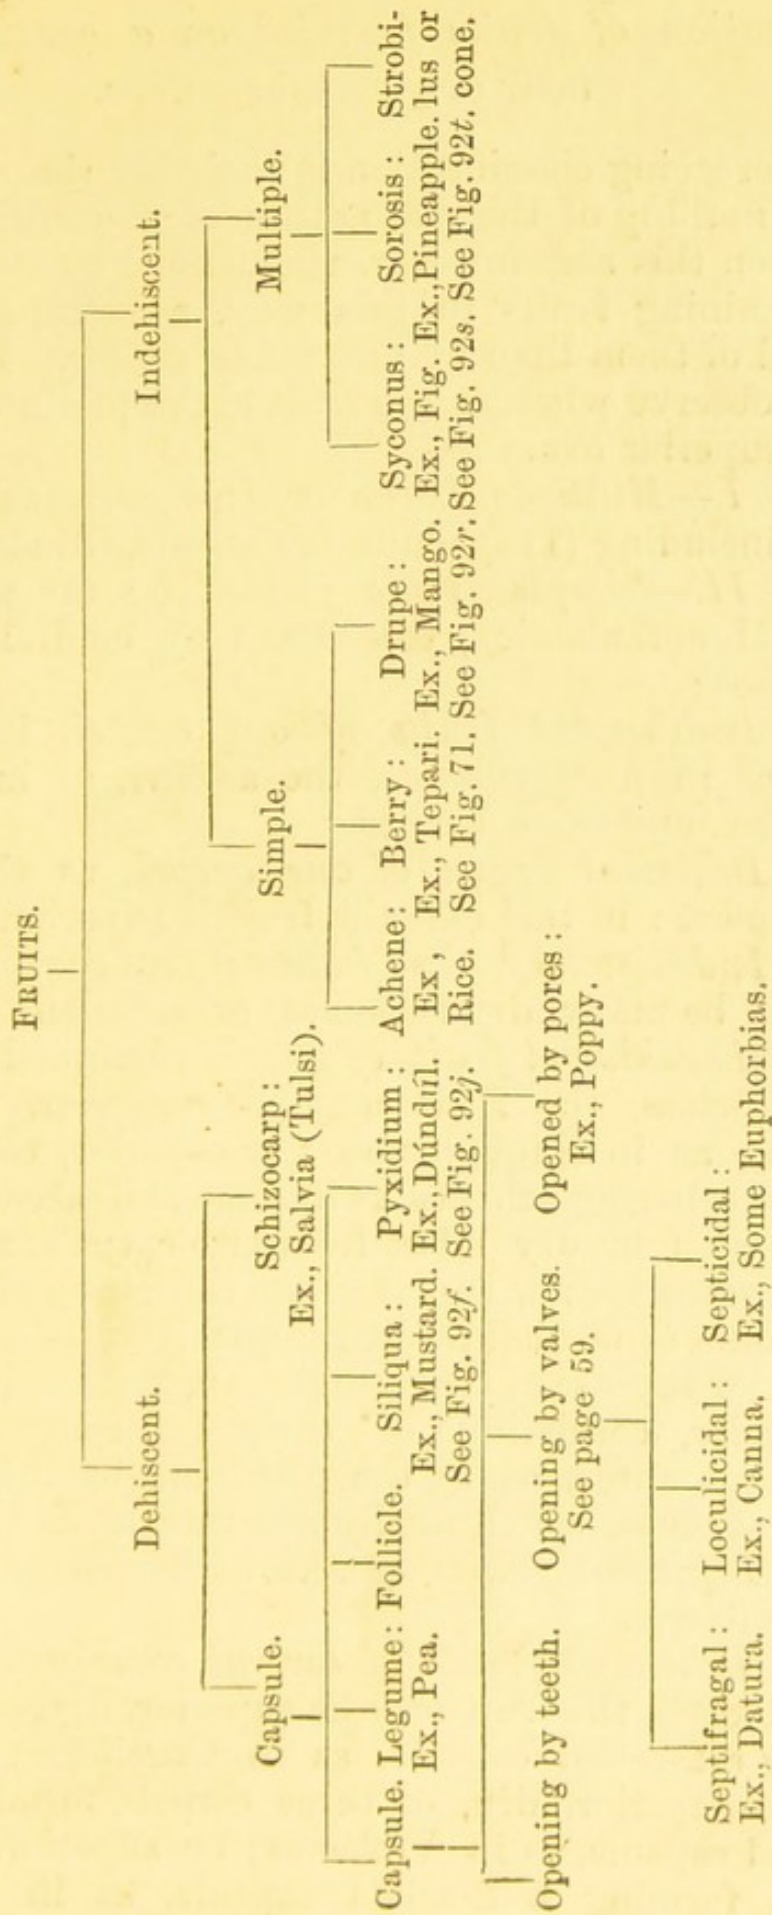 FRUITS.
Dehiscent.
Indehiscent.
Capsule.
Schizocarp :
Ex., Salvia (Tulsi).
Simple.
Multiple.
Capsule. Legume : Follicle. Siliqua : Pyxidium : Achene : Berry : Drupe : Syconus : Sorosis : Strobi-
Ex., Pea. Ex., Mustard. Ex., Dúndúl. Ex , Ex., Tepari. Ex., Mango. Ex., Fig. Ex., Pineapple. lus or
See Fig. 92f. See Fig. 92j. Rice. See Fig. 71. See Fig. 92r. See Fig. 92s. See Fig. 92t. cone.
Opening by teeth. Opening by valves. Opened by pores :
See page 59. Ex., Poppy.
Septifragal : Loculicidal : Septicidal :
Ex., Datura. Ex., Canna. Ex., Some Euphorbias.